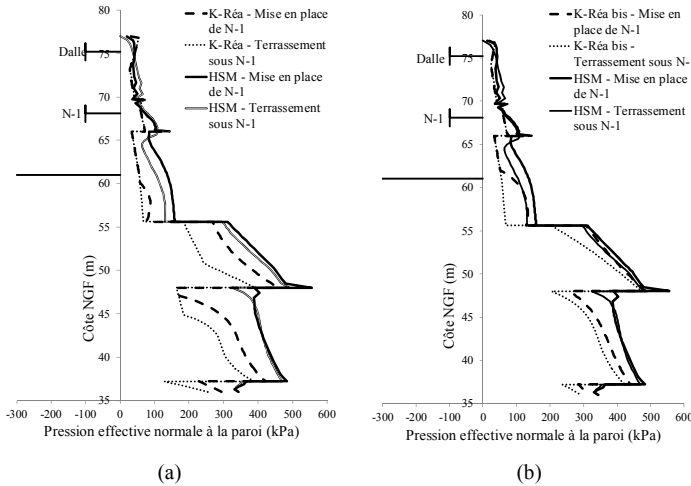 85
80
75
70
65
60
55
50
45
40
35
Côte NGF (m)
Dalle
N-1
K-Réa - Mise en place
de N-1
K-Réa - Terrassement
sous N-1
HSM - Mise en place
de N-1
HSM - Terrassement
sous N-1
-300 -200 -100 0 100 200 300 400 500 600
Pression effective normale à la paroi (kPa)
(a)
85
80
75
70
65
60
55
50
45
40
35
Côte NGF (m)
Dalle
N-1
K-Réa bis - Mise en
place de N-1
K-Réa bis -
Terrassement sous N-
HSM - Mise en place
de N-1
HSM - Terrassement
sous N-1
-300 -200 -100 0 100 200 300 400 500 600
Pression effective normale à la paroi (kPa)
(b)